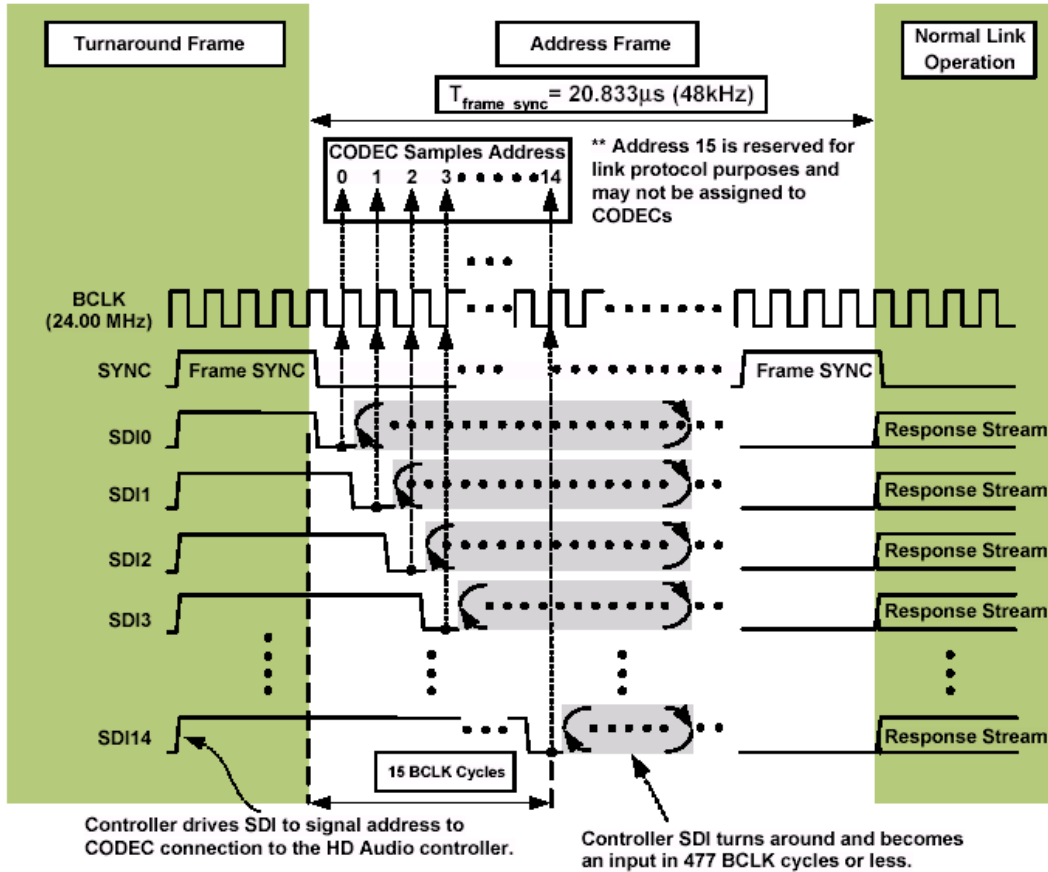 Turnaround Frame
Address Frame
Normal Link
Operation
T frame_sync = 20.833µs (48kHz)
CODEC Samples Address
0 1 2 3 14
** Address 15 is reserved for
link protocol purposes and
may not be assigned to
CODECs
BCLK
(24.00 MHz)
SYNC
Frame SYNC
Frame SYNC
SDI0
Response Stream
SDI1
Response Stream
SDI2
Response Stream
SDI3
Response Stream
SDI14
Response Stream
15 BCLK Cycles
Controller drives SDI to signal address to
CODEC connection to the HD Audio controller.
Controller SDI turns around and becomes
an input in 477 BCLK cycles or less.